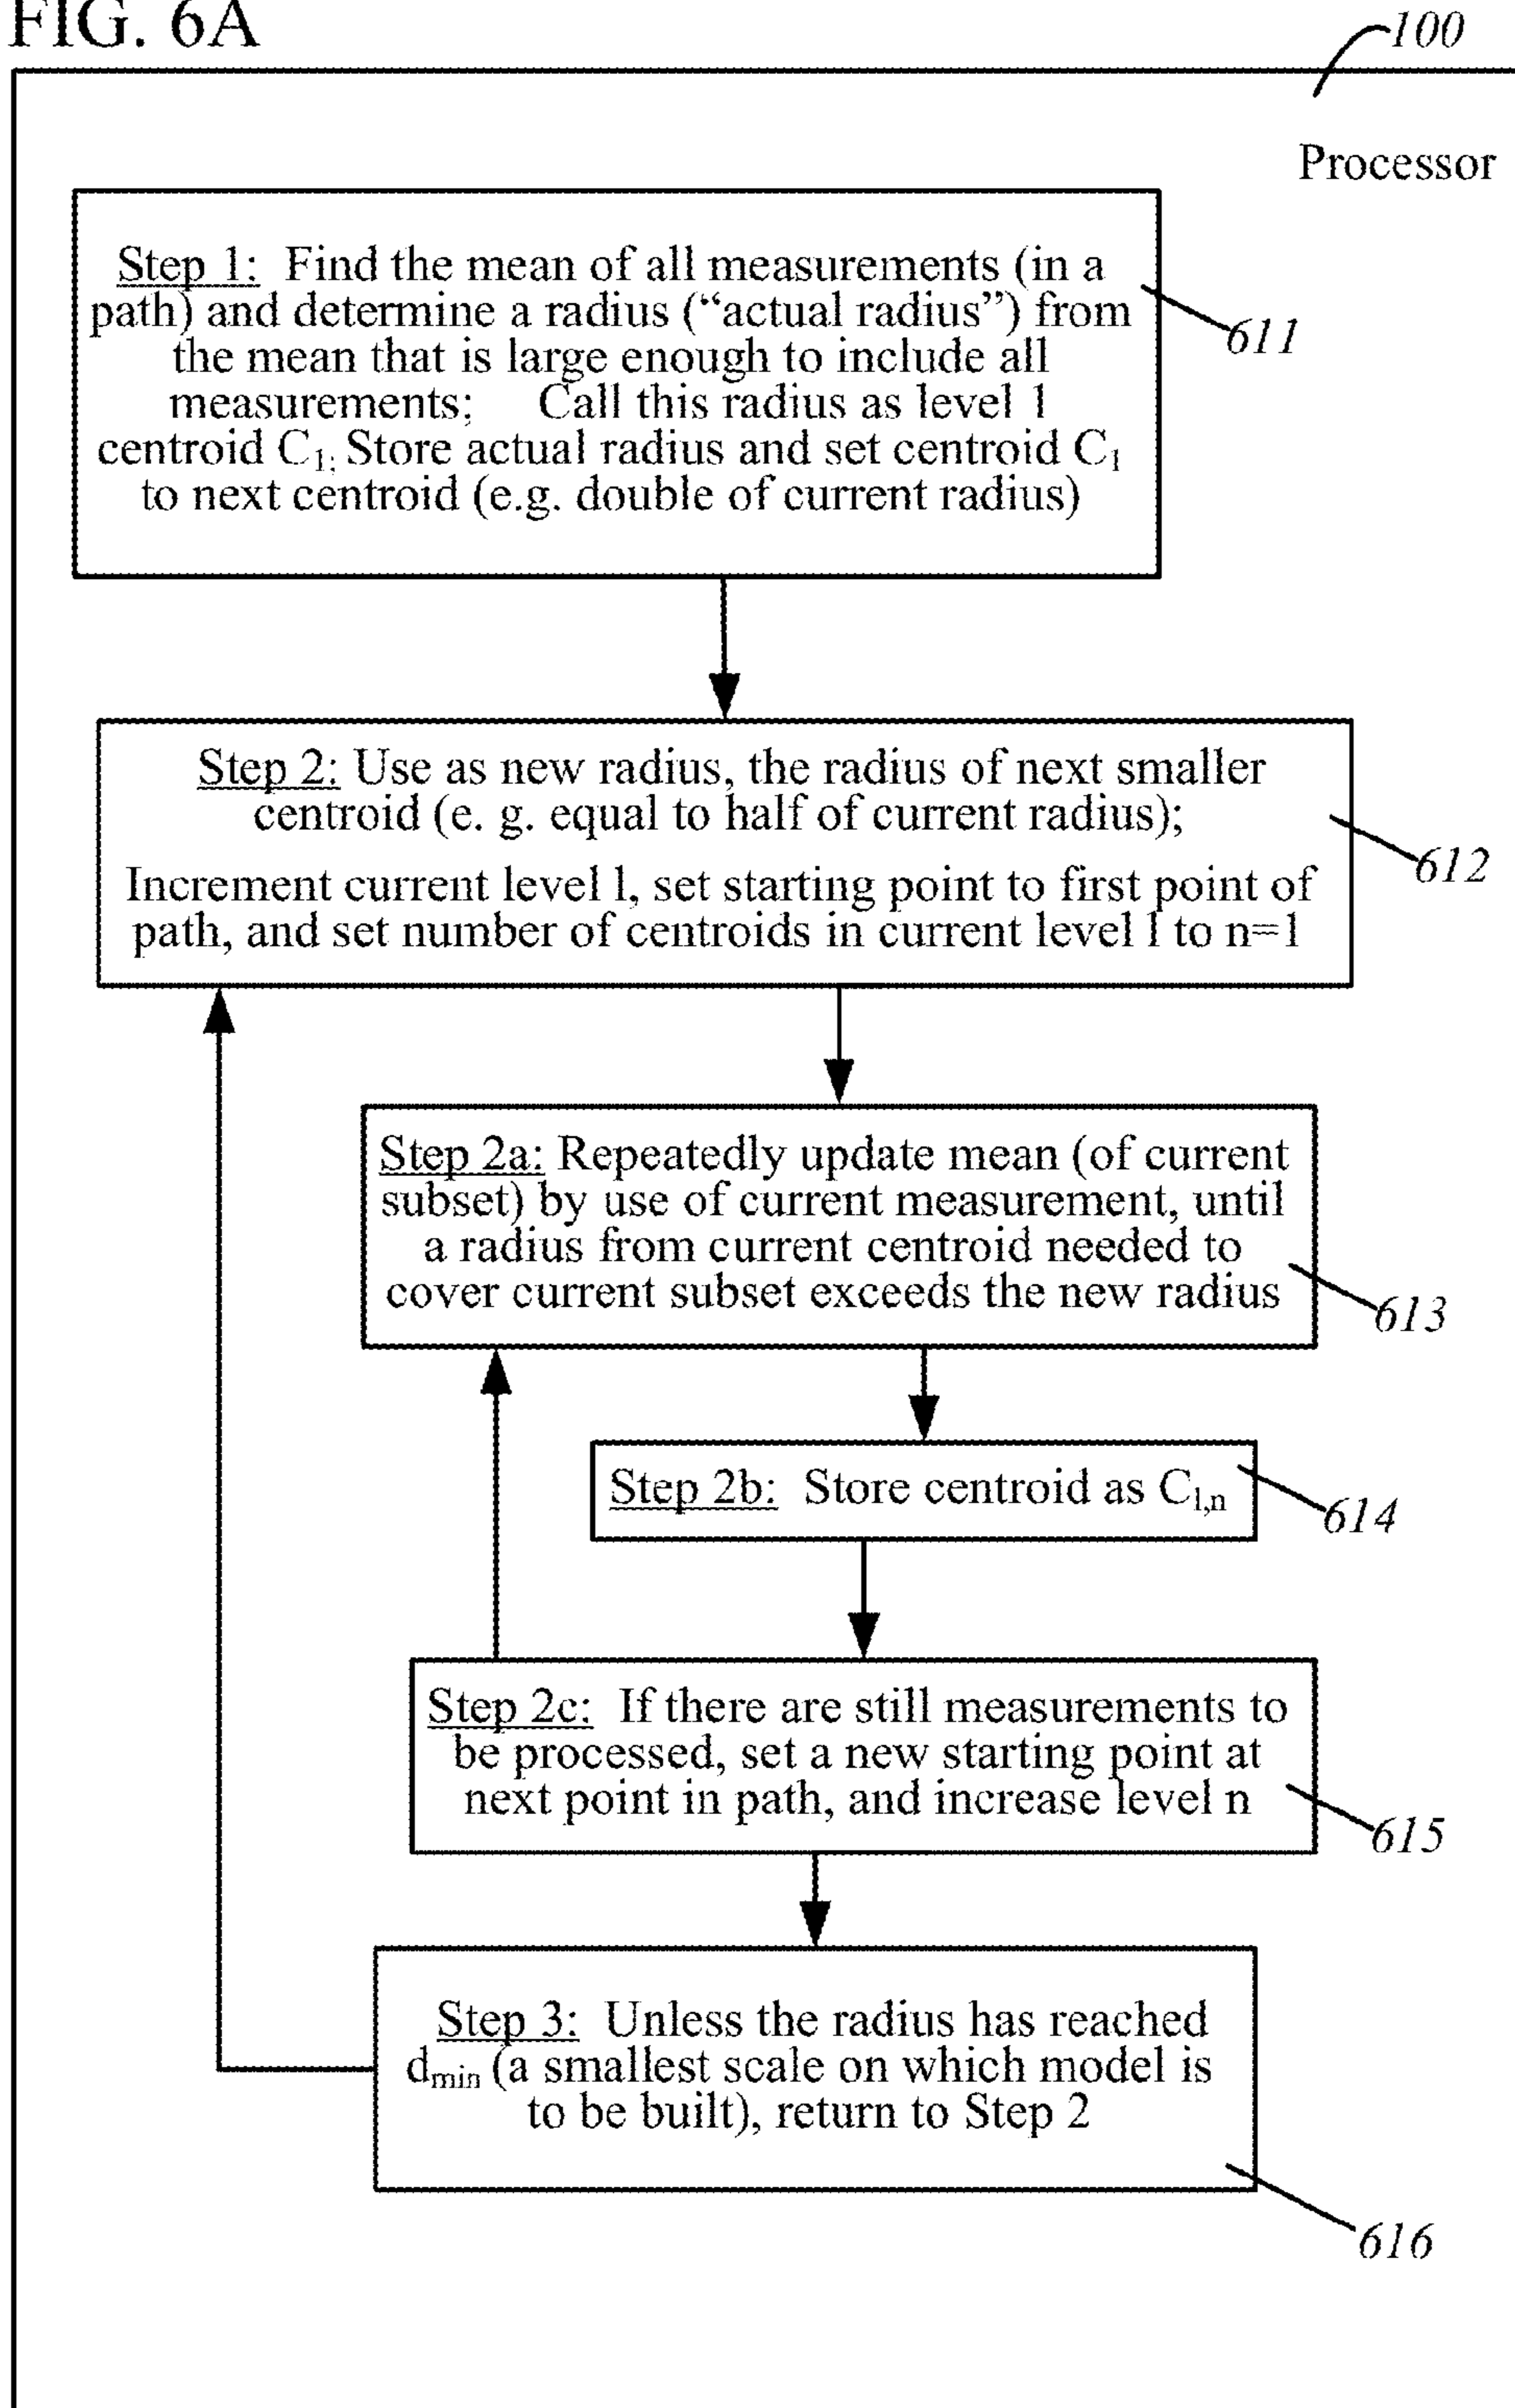 FIG. 6A
100
Processor
Step 1: Find the mean of all measurements (in a
path) and determine a radius (“actual radius”) from
the mean that is large enough to include all
measurements; Call this radius as level 1
centroid C₁; Store actual radius and set centroid C₁
to next centroid (e.g. double of current radius)
611
Step 2: Use as new radius, the radius of next smaller
centroid (e. g. equal to half of current radius);
Increment current level l, set starting point to first point of
path, and set number of centroids in current level l to n=1
612
Step 2a: Repeatedly update mean (of current
subset) by use of current measurement, until
a radius from current centroid needed to
cover current subset exceeds the new radius
613
Step 2b: Store centroid as Cl,n
614
Step 2c: If there are still measurements to
be processed, set a new starting point at
next point in path, and increase level n
615
Step 3: Unless the radius has reached
dmin (a smallest scale on which model is
to be built), return to Step 2
616